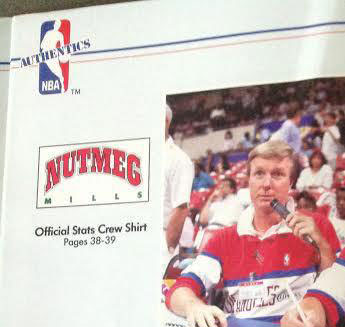 AUTHENTICS
NBA TM
NUTMEG
MILLS
Official Stats Crew Shirt
Pages 38-39